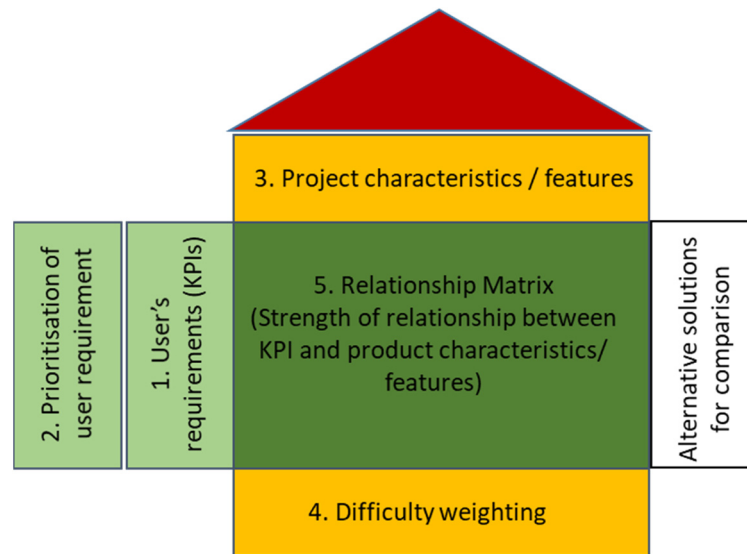 3. Project characteristics / features
2. Prioritisation of
user requirement
1. User's
requirements (KPIs)
5. Relationship Matrix
(Strength of relationship between
KPI and product characteristics/
features)
Alternative solutions
for comparison
4. Difficulty weighting